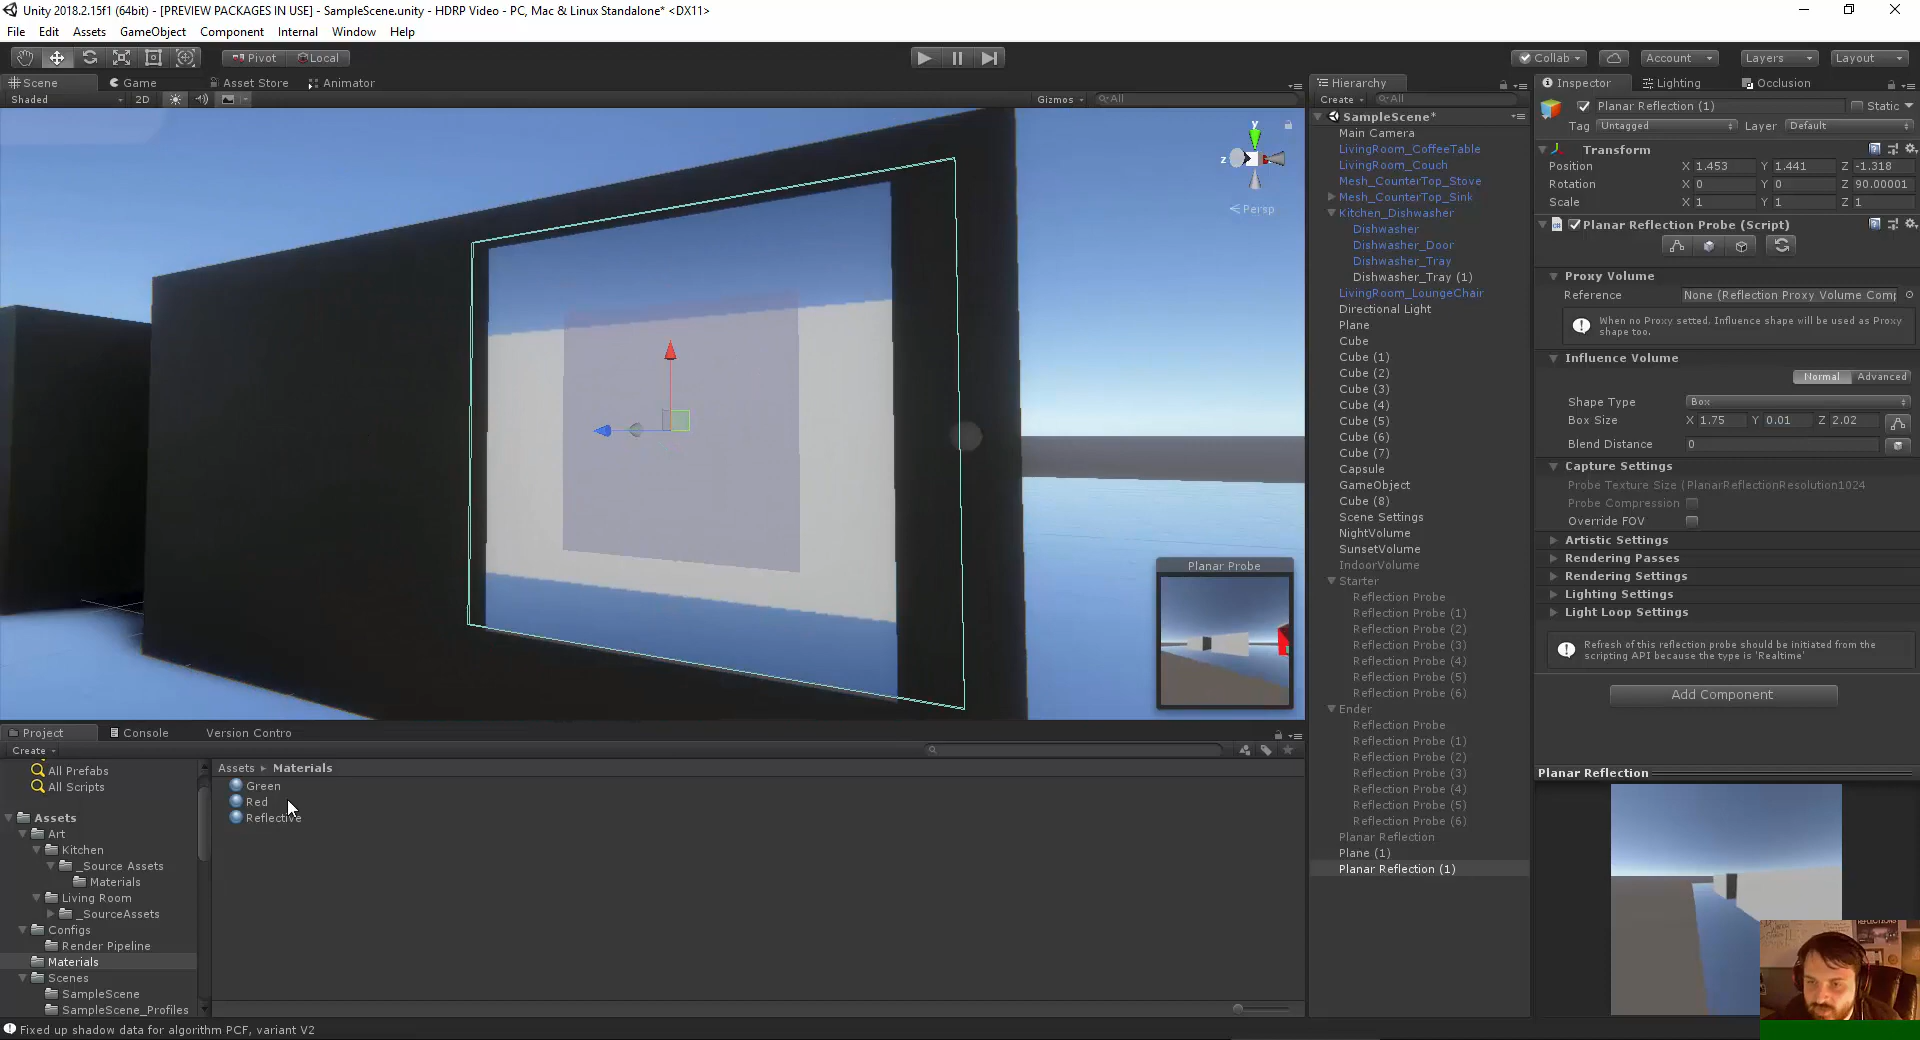 Unity 2018.2.15f1 (64bit) - [PREVIEW PACKAGES IN USE] - SampleScene.unity - HDRP Video - PC, Mac & Linux Standalone* <DX11>
File Edit Assets GameObject Component Internal Window Help
Pivot Local Collab Account Layers Layout
Scene Game Asset Store Animator
Shaded 2D Gizmos All
y
z
Persp
Planar Probe
Project Console Version Contro
Create
All Prefabs
All Scripts
Assets
Art
Kitchen
_Source Assets
Materials
Living Room
_SourceAssets
Configs
Render Pipeline
Materials
Scenes
SampleScene
SampleScene_Profiles
Assets Materials
Green
Red
Reflective
Fixed up shadow data for algorithm PCF, variant V2
Hierarchy
Create All
SampleScene*
Main Camera
LivingRoom_CoffeeTable
LivingRoom_Couch
Mesh_CounterTop_Stove
Mesh_CounterTop_Sink
Kitchen_Dishwasher
Dishwasher
Dishwasher_Door
Dishwasher_Tray
Dishwasher_Tray (1)
LivingRoom_LoungeChair
Directional Light
Plane
Cube
Cube (1)
Cube (2)
Cube (3)
Cube (4)
Cube (5)
Cube (6)
Cube (7)
Capsule
GameObject
Cube (8)
Scene Settings
NightVolume
SunsetVolume
IndoorVolume
Starter
Reflection Probe
Reflection Probe (1)
Reflection Probe (2)
Reflection Probe (3)
Reflection Probe (4)
Reflection Probe (5)
Reflection Probe (6)
Ender
Reflection Probe
Reflection Probe (1)
Reflection Probe (2)
Reflection Probe (3)
Reflection Probe (4)
Reflection Probe (5)
Reflection Probe (6)
Planar Reflection
Plane (1)
Planar Reflection (1)
Inspector Lighting Occlusion
Planar Reflection (1) Static
Tag Untagged Layer Default
Transform
Position X 1.453 Y 1.441 Z -1.318
Rotation X 0 Y 0 Z 90.00001
Scale X 1 Y 1 Z 1
Planar Reflection Probe (Script)
Proxy Volume
Reference None (Reflection Proxy Volume Comp
When no Proxy setted, Influence shape will be used as Proxy
shape too.
Influence Volume
Normal Advanced
Shape Type Box
Box Size X 1.75 Y 0.01 Z 2.02
Blend Distance 0
Capture Settings
Probe Texture Size (PlanarReflectionResolution1024
Probe Compression
Override FOV
Artistic Settings
Rendering Passes
Rendering Settings
Lighting Settings
Light Loop Settings
Refresh of this reflection probe should be initiated from the
scripting API because the type is 'Realtime'
Add Component
Planar Reflection